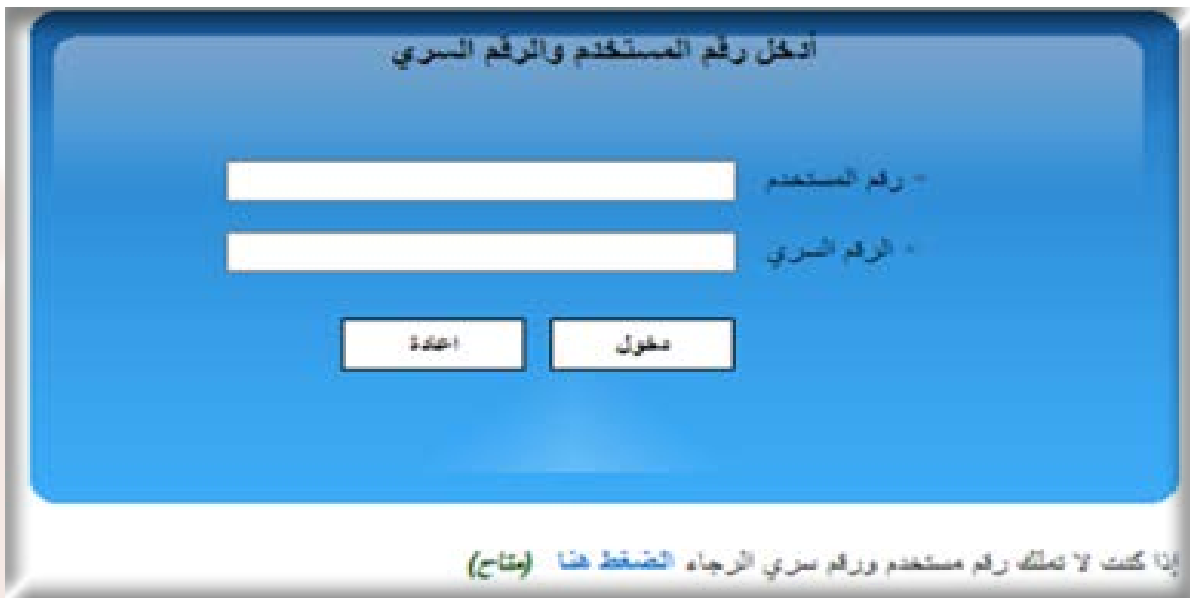 أدخل رقم المستخدم والرقم السري
- رقم المستخدم
- الرقم السري
دخول
اعادة
إذا كنت لا تملك رقم مستخدم ورقم سري الرجاء الضغط هنا (متاح)